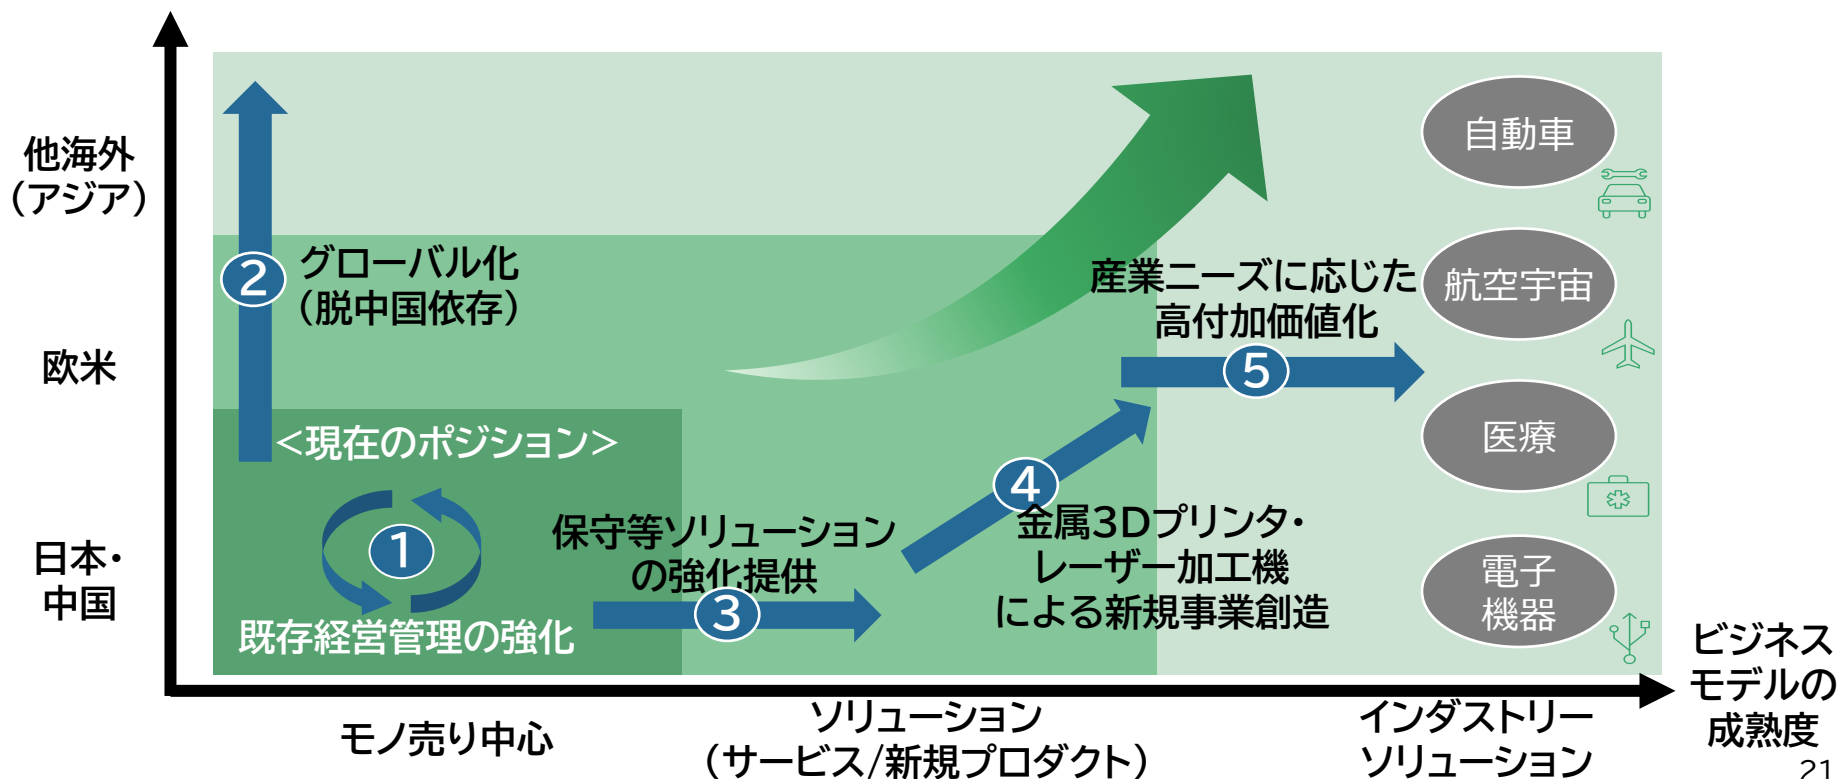 他海外
（アジア）
欧米
日本・
中国
2
グローバル化
（脱中国依存）
<現在のポジション>
1
既存経営管理の強化
保守等ソリューション
の強化提供
3
4
金属3Dプリンタ・
レーザー加工機
による新規事業創造
産業ニーズに応じた
高付加価値化
5
自動車
航空宇宙
医療
電子
機器
モノ売り中心
ソリューション
（サービス/新規プロダクト）
インダストリー
ソリューション
ビジネス
モデルの
成熟度
21